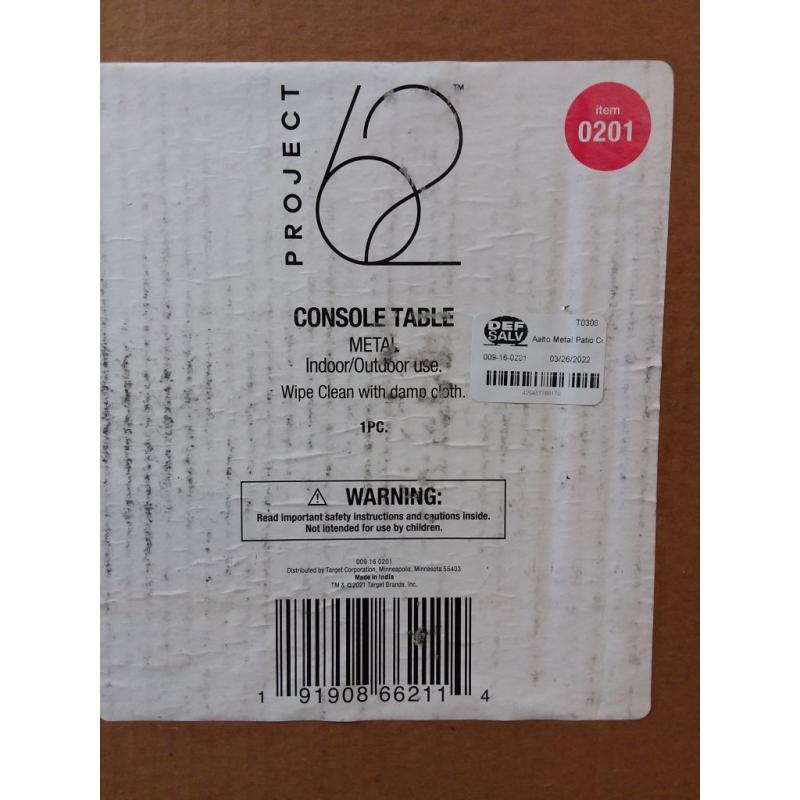 PROJECT
62™
item
0201
CONSOLE TABLE
METAL
Indoor/Outdoor use.
Wipe Clean with damp cloth.
1PC.
DEF
SALV
T0300
Aalto Metal Patio Co
009-16-0201 03/26/2022
WARNING:
Read important safety instructions and cautions inside.
Not intended for use by children.
009 16 0201
Distributed by Target Corporation, Minneapolis, Minnesota 55403
Made in India
TM & ©2021 Target Brands, Inc.
1 91908 66211 4